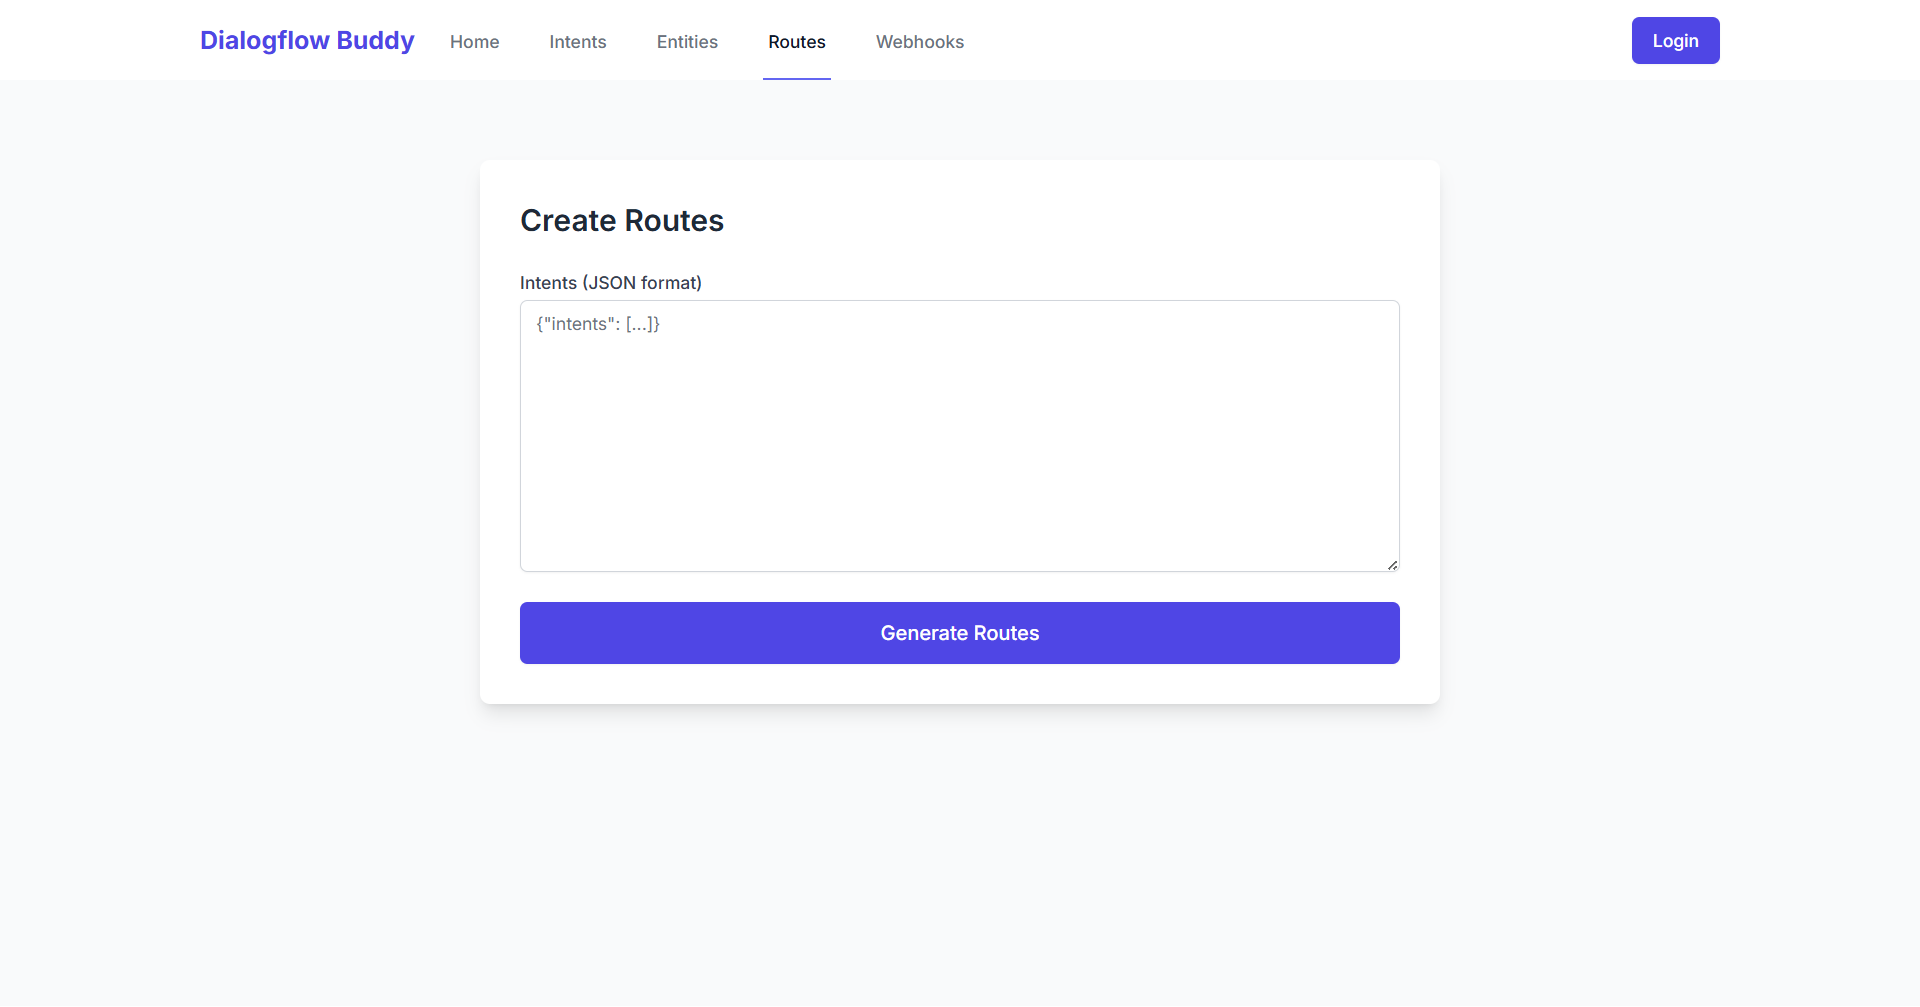 Dialogflow Buddy Home Intents Entities Routes Webhooks Login
Create Routes
Intents (JSON format)
{"intents": [...]}
Generate Routes